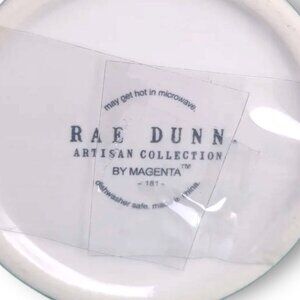 may get hot in microwave.
RAE DUNN.
ARTISAN COLLECTION
BY MAGENTA™
- 181 -
dishwasher safe. made in china.